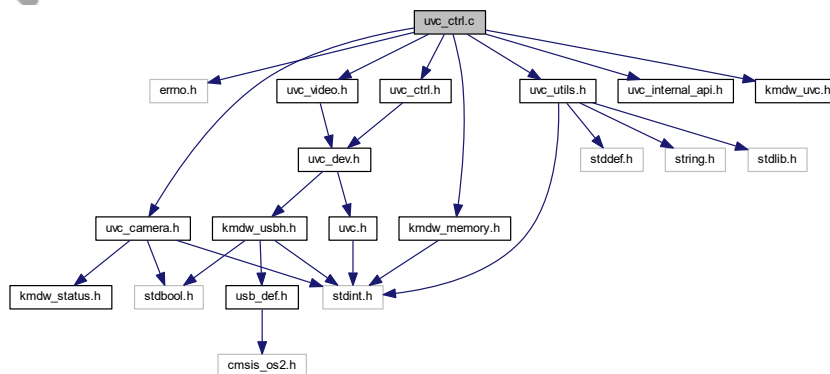 uvc_ctrl.c
errno.h
uvc_video.h
uvc_ctrl.h
uvc_utils.h
uvc_internal_api.h
kmdw_uvc.h
uvc_dev.h
stddef.h
string.h
stdlib.h
uvc_camera.h
kmdw_usbh.h
uvc.h
kmdw_memory.h
kmdw_status.h
stdbool.h
usb_def.h
stdint.h
cmsis_os2.h